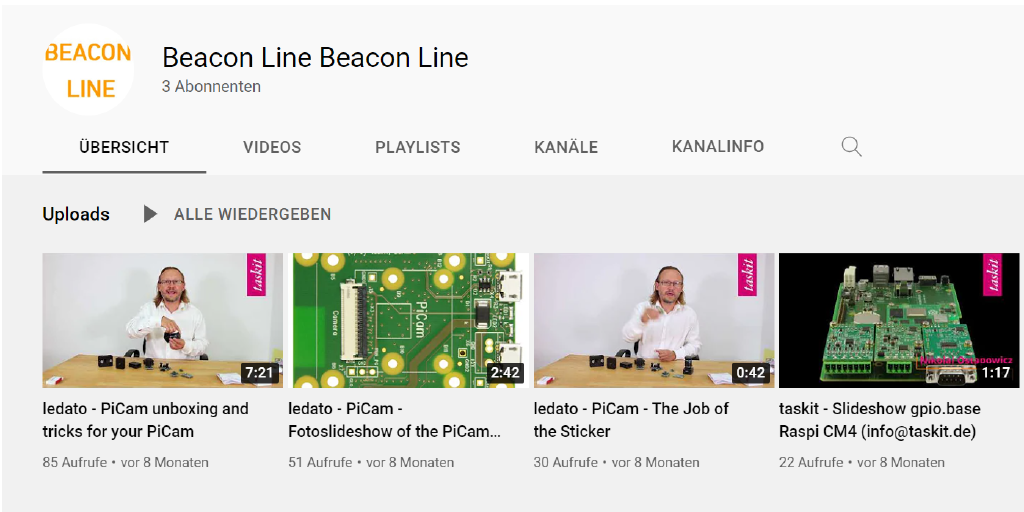 BEACON
LINE
Beacon Line Beacon Line
3 Abonnenten
ÜBERSICHT
VIDEOS
PLAYLISTS
KANÄLE
KANALINFO
Uploads
ALLE WIEDERGEBEN
taskit
7:21
ledato - PiCam unboxing and
tricks for your PiCam
85 Aufrufe • vor 8 Monaten
PiCam
Camera
2:42
ledato - PiCam -
Fotoslideshow of the PiCam...
51 Aufrufe • vor 8 Monaten
taskit
0:42
ledato - PiCam - The Job of
the Sticker
30 Aufrufe • vor 8 Monaten
taskit
1:17
taskit - Slideshow gpio.base
Raspi CM4 (info@taskit.de)
22 Aufrufe • vor 8 Monaten